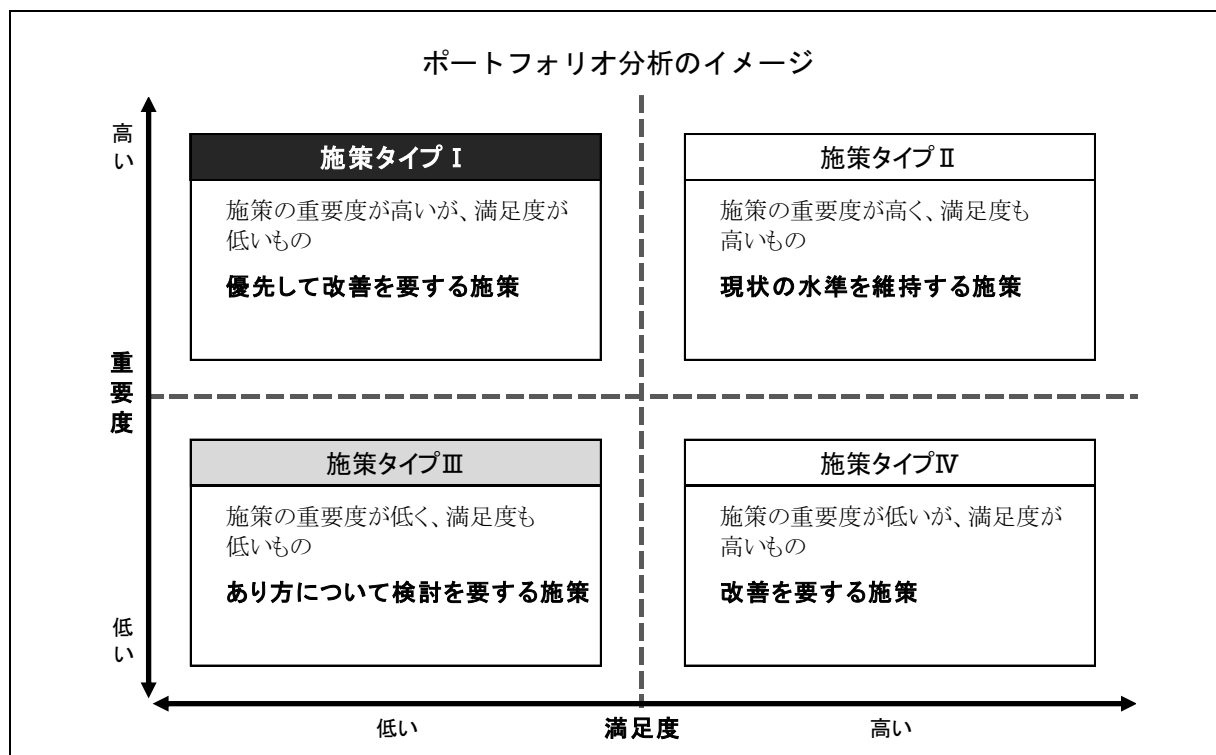 ポートフォリオ分析のイメージ
高い
施策タイプⅠ
施策の重要度が高いが、満足度が
低いもの
優先して改善を要する施策
施策タイプⅡ
施策の重要度が高く、満足度も
高いもの
現状の水準を維持する施策
重要度
施策タイプⅢ
施策の重要度が低く、満足度も
低いもの
あり方について検討を要する施策
施策タイプⅣ
施策の重要度が低いが、満足度が
高いもの
改善を要する施策
低い
低い
満足度
高い